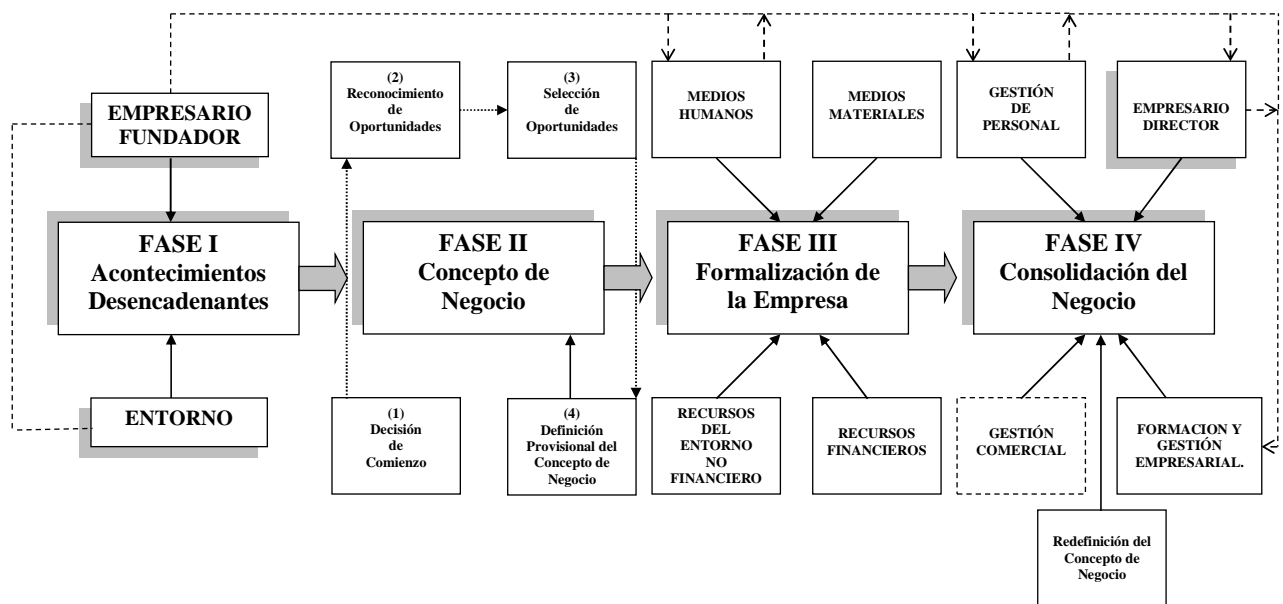 EMPRESARIO
FUNDADOR
(2)
Reconocimiento
de
Oportunidades
(3)
Selección
de
Oportunidades
MEDIOS
HUMANOS
MEDIOS
MATERIALES
GESTIÓN
DE
PERSONAL
EMPRESARIO
DIRECTOR
FASE I
Acontecimientos
Desencadenantes
FASE II
Concepto de
Negocio
FASE III
Formalización de
la Empresa
FASE IV
Consolidación del
Negocio
ENTORNO
(1)
Decisión
de
Comienzo
(4)
Definición
Provisional del
Concepto de
Negocio
RECURSOS
DEL
ENTORNO
NO
FINANCIERO
RECURSOS
FINANCIEROS
GESTIÓN
COMERCIAL
FORMACION Y
GESTIÓN
EMPRESARIAL.
Redefinición del
Concepto de
Negocio